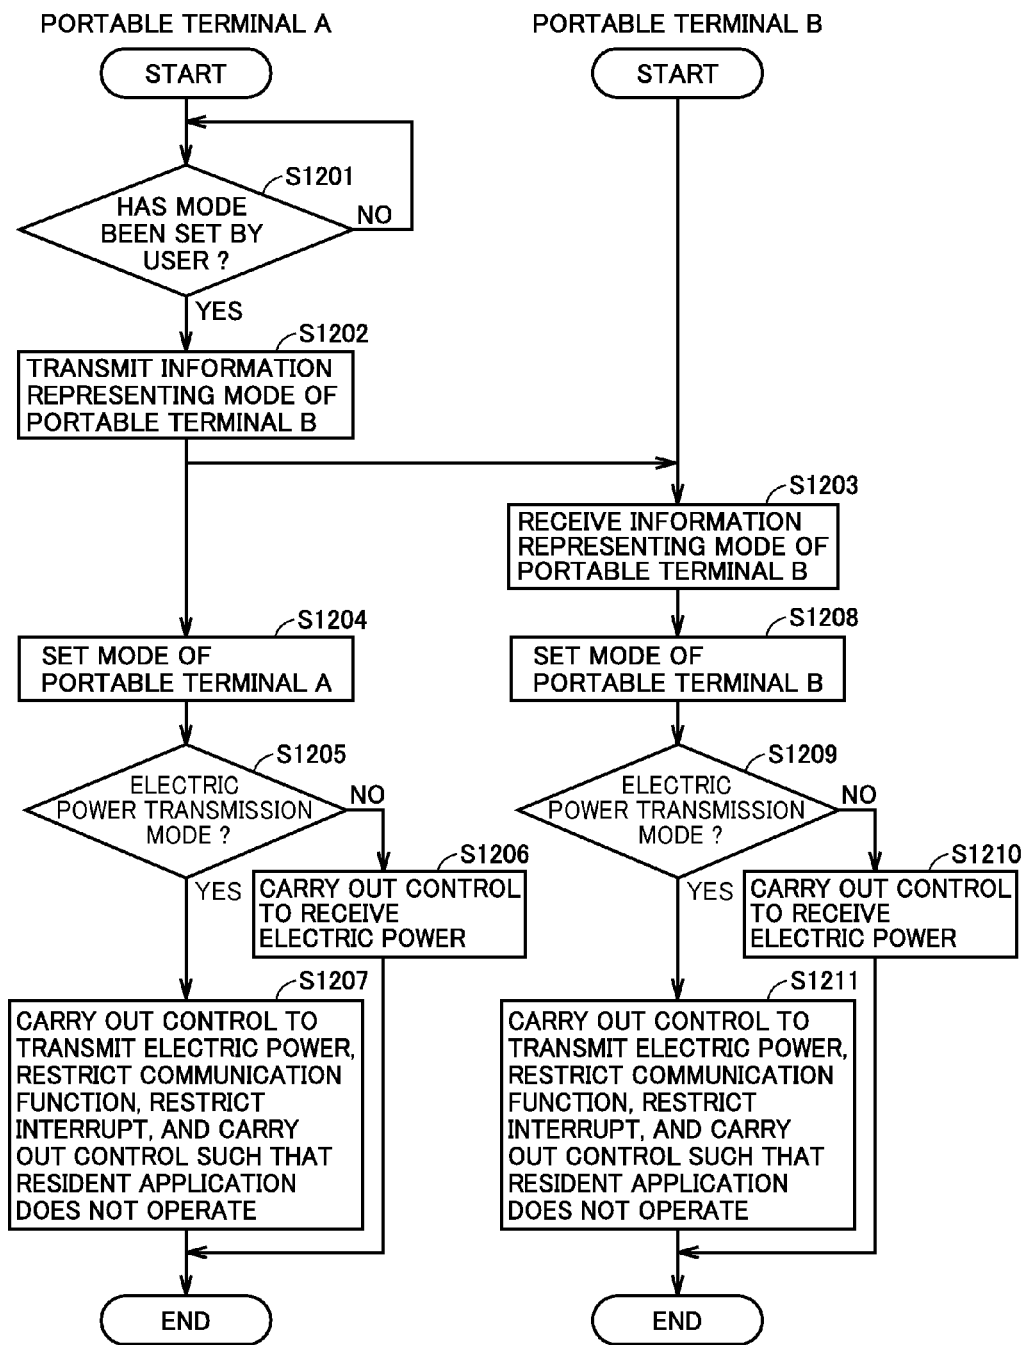 PORTABLE TERMINAL A
PORTABLE TERMINAL B
START
START
S1201
HAS MODE
BEEN SET BY
USER ?
NO
YES
S1202
TRANSMIT INFORMATION
REPRESENTING MODE OF
PORTABLE TERMINAL B
S1203
RECEIVE INFORMATION
REPRESENTING MODE OF
PORTABLE TERMINAL B
S1204
SET MODE OF
PORTABLE TERMINAL A
S1208
SET MODE OF
PORTABLE TERMINAL B
S1205
ELECTRIC
POWER TRANSMISSION
MODE ?
NO
YES
S1209
ELECTRIC
POWER TRANSMISSION
MODE ?
NO
YES
S1206
CARRY OUT CONTROL
TO RECEIVE
ELECTRIC POWER
S1210
CARRY OUT CONTROL
TO RECEIVE
ELECTRIC POWER
S1207
CARRY OUT CONTROL TO
TRANSMIT ELECTRIC POWER,
RESTRICT COMMUNICATION
FUNCTION, RESTRICT
INTERRUPT, AND CARRY
OUT CONTROL SUCH THAT
RESIDENT APPLICATION
DOES NOT OPERATE
S1211
CARRY OUT CONTROL TO
TRANSMIT ELECTRIC POWER,
RESTRICT COMMUNICATION
FUNCTION, RESTRICT
INTERRUPT, AND CARRY
OUT CONTROL SUCH THAT
RESIDENT APPLICATION
DOES NOT OPERATE
END
END